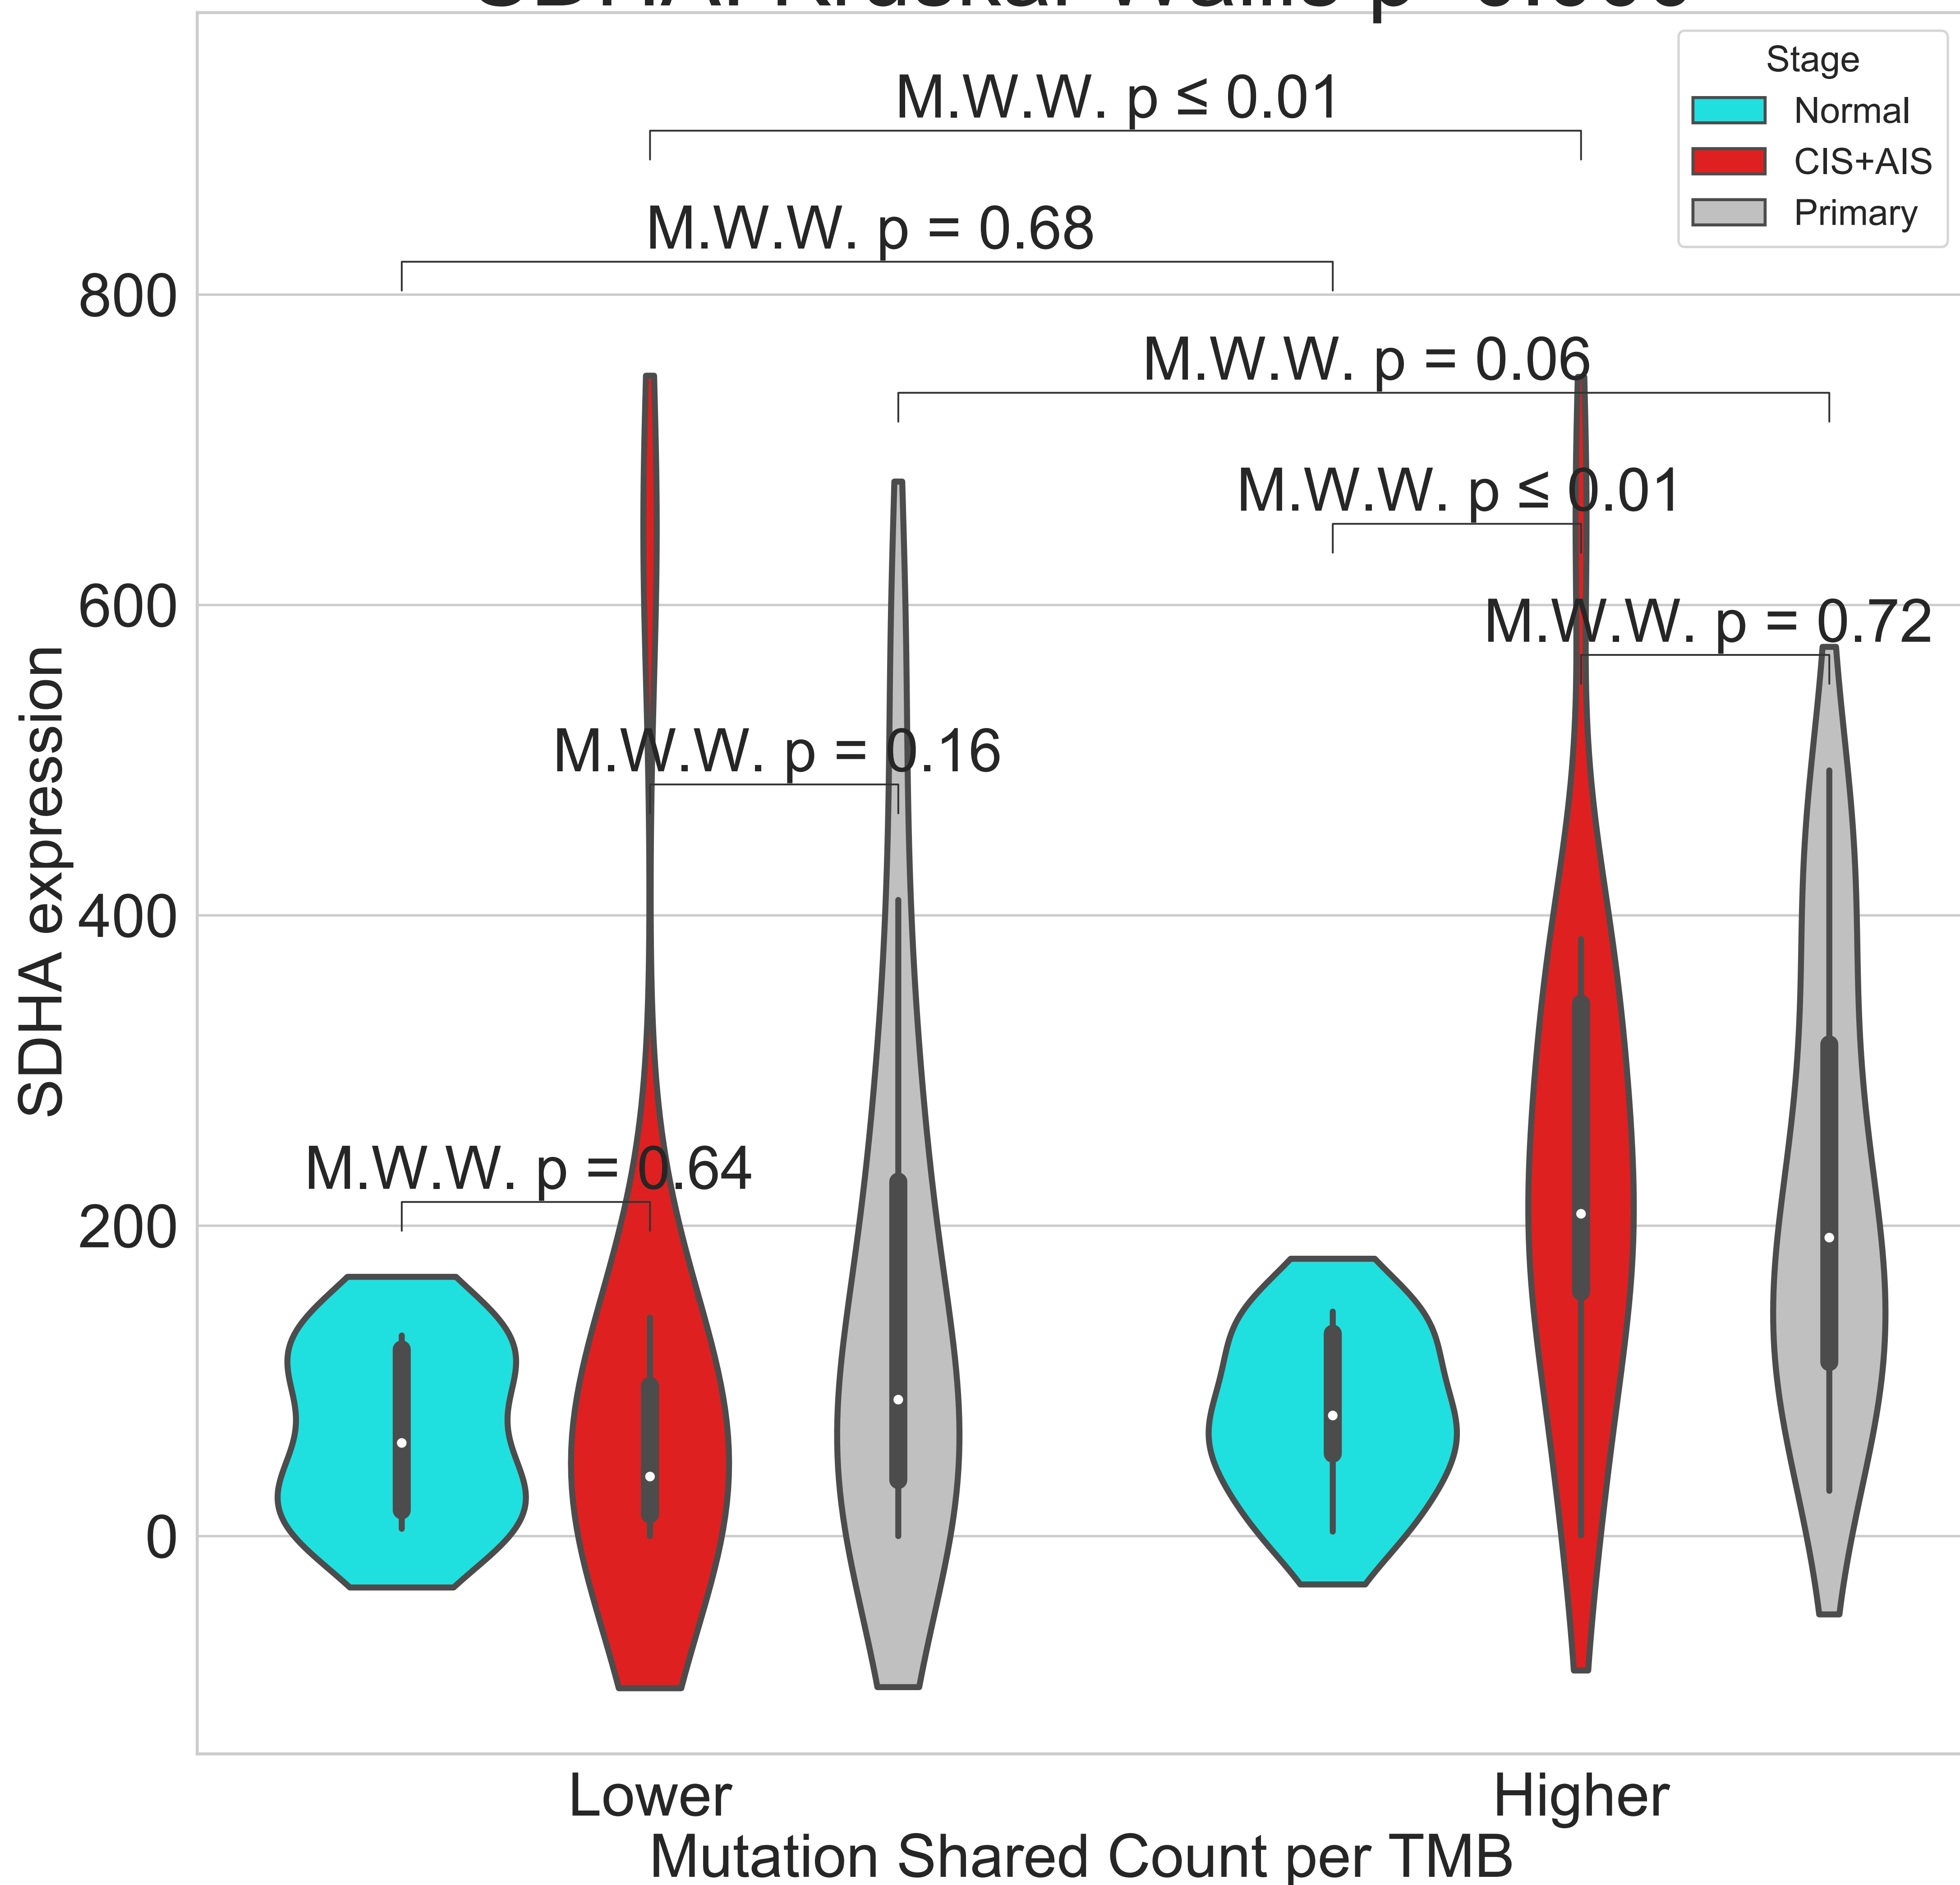 Stage
Normal
CIS+AIS
Primary
M.W.W. p ≤ 0.01
M.W.W. p = 0.68
M.W.W. p = 0.06
M.W.W. p ≤ 0.01
M.W.W. p = 0.72
M.W.W. p = 0.16
M.W.W. p = 0.64
800
600
400
200
0
SDHA expression
Lower
Higher
Mutation Shared Count per TMB